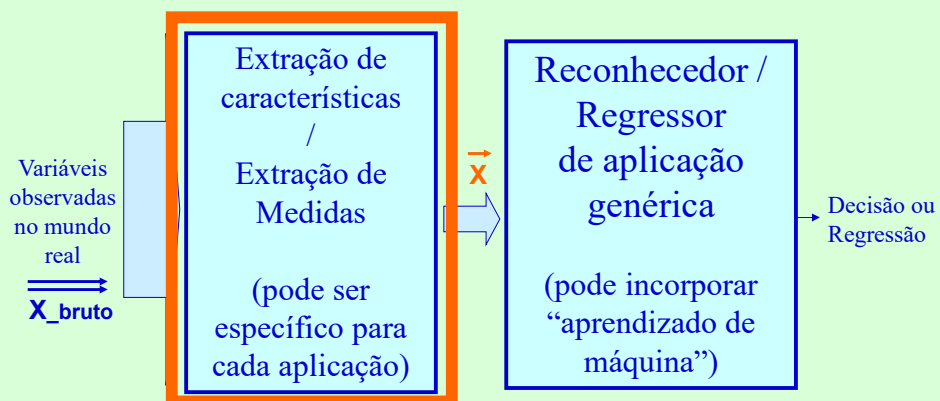 Variáveis
observadas
no mundo
real
X_bruto
Extração de
características
/
Extração de
Medidas
(pode ser
específico para
cada aplicação)
X
Reconhecedor /
Regressor
de aplicação
genérica
(pode incorporar
“aprendizado de
máquina”)
Decisão ou
Regressão